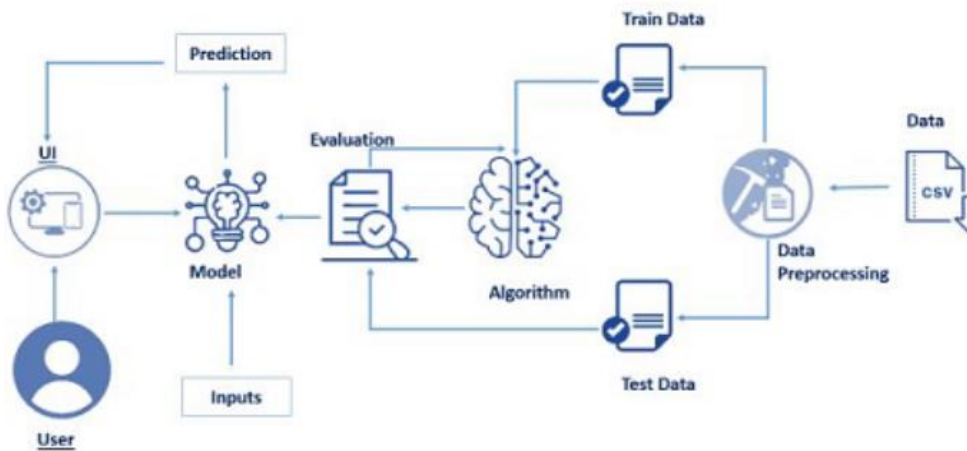 Train Data
Prediction
Evaluation
Data
UI
CSV
Model
Data
Preprocessing
Algorithm
Inputs
Test Data
User